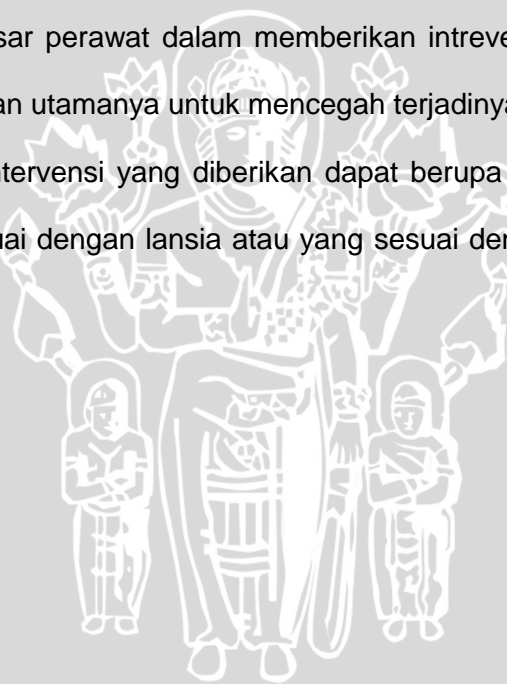 sar perawat dalam memberikan intreve
an utamanya untuk mencegah terjadinya
ntervensi yang diberikan dapat berupa
uai dengan lansia atau yang sesuai der